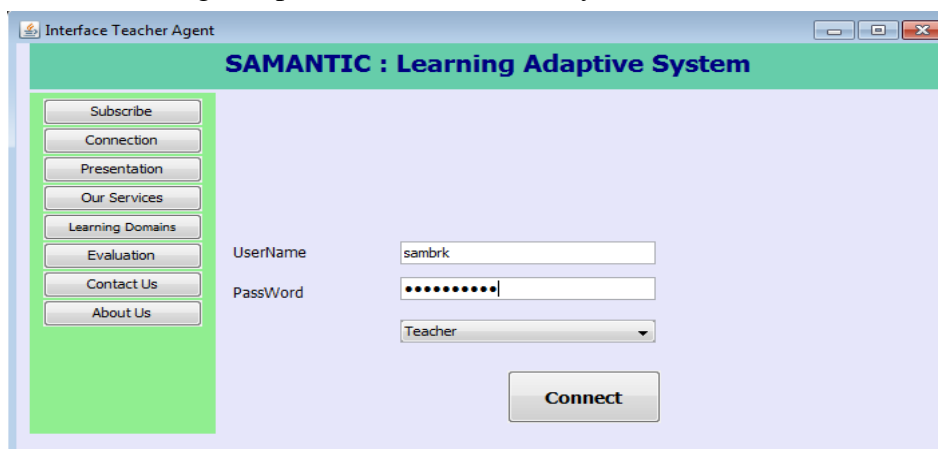 Interface Teacher Agent
SAMANTIC : Learning Adaptive System
Subscribe
Connection
Presentation
Our Services
Learning Domains
Evaluation
Contact Us
About Us
UserName
sambrk
PassWord
••••••••••
Teacher
Connect